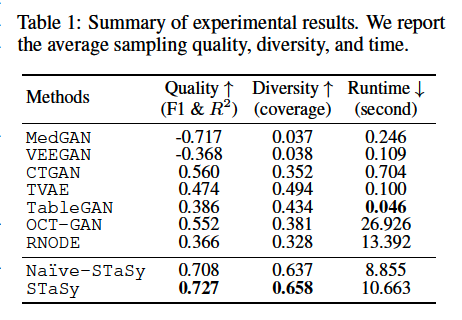 Table 1: Summary of experimental results. We report
the average sampling quality, diversity, and time.
Methods Quality ↑ Diversity ↑ Runtime ↓
(F1 & R²) (coverage) (second)
MedGAN -0.717 0.037 0.246
VEEGAN -0.368 0.038 0.109
CTGAN 0.560 0.352 0.704
TVAE 0.474 0.494 0.100
TableGAN 0.386 0.434 0.046
OCT-GAN 0.552 0.381 26.926
RNODE 0.366 0.328 13.392
Naïve-STaSy 0.708 0.637 8.855
STaSy 0.727 0.658 10.663